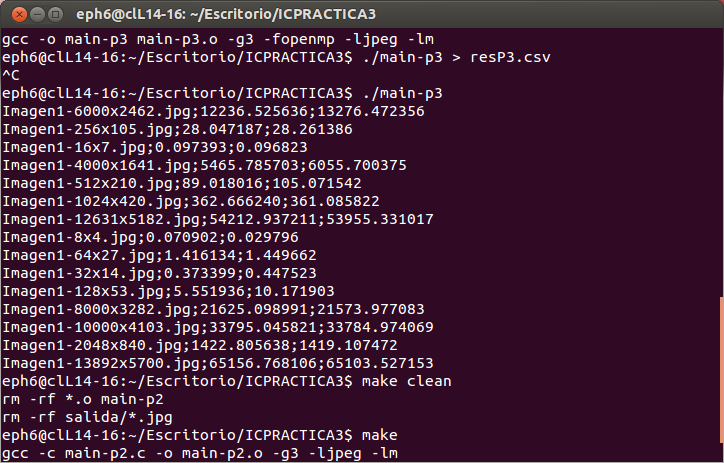 eph6@clL14-16: ~/Escritorio/ICPRACTICA3
gcc -o main-p3 main-p3.o -g3 -fopenmp -ljpeg -lm
eph6@clL14-16:~/Escritorio/ICPRACTICA3$ ./main-p3 > resP3.csv
^C
eph6@clL14-16:~/Escritorio/ICPRACTICA3$ ./main-p3
Imagen1-6000x2462.jpg;12236.525636;13276.472356
Imagen1-256x105.jpg;28.047187;28.261386
Imagen1-16x7.jpg;0.097393;0.096823
Imagen1-4000x1641.jpg;5465.785703;6055.700375
Imagen1-512x210.jpg;89.018016;105.071542
Imagen1-1024x420.jpg;362.666240;361.085822
Imagen1-12631x5182.jpg;54212.937211;53955.331017
Imagen1-8x4.jpg;0.070902;0.029796
Imagen1-64x27.jpg;1.416134;1.449662
Imagen1-32x14.jpg;0.373399;0.447523
Imagen1-128x53.jpg;5.551936;10.171903
Imagen1-8000x3282.jpg;21625.098991;21573.977083
Imagen1-10000x4103.jpg;33795.045821;33784.974069
Imagen1-2048x840.jpg;1422.805638;1419.107472
Imagen1-13892x5700.jpg;65156.768106;65103.527153
eph6@clL14-16:~/Escritorio/ICPRACTICA3$ make clean
rm -rf *.o main-p2
rm -rf salida/*.jpg
eph6@clL14-16:~/Escritorio/ICPRACTICA3$ make
gcc -c main-p2.c -o main-p2.o -g3 -ljpeg -lm